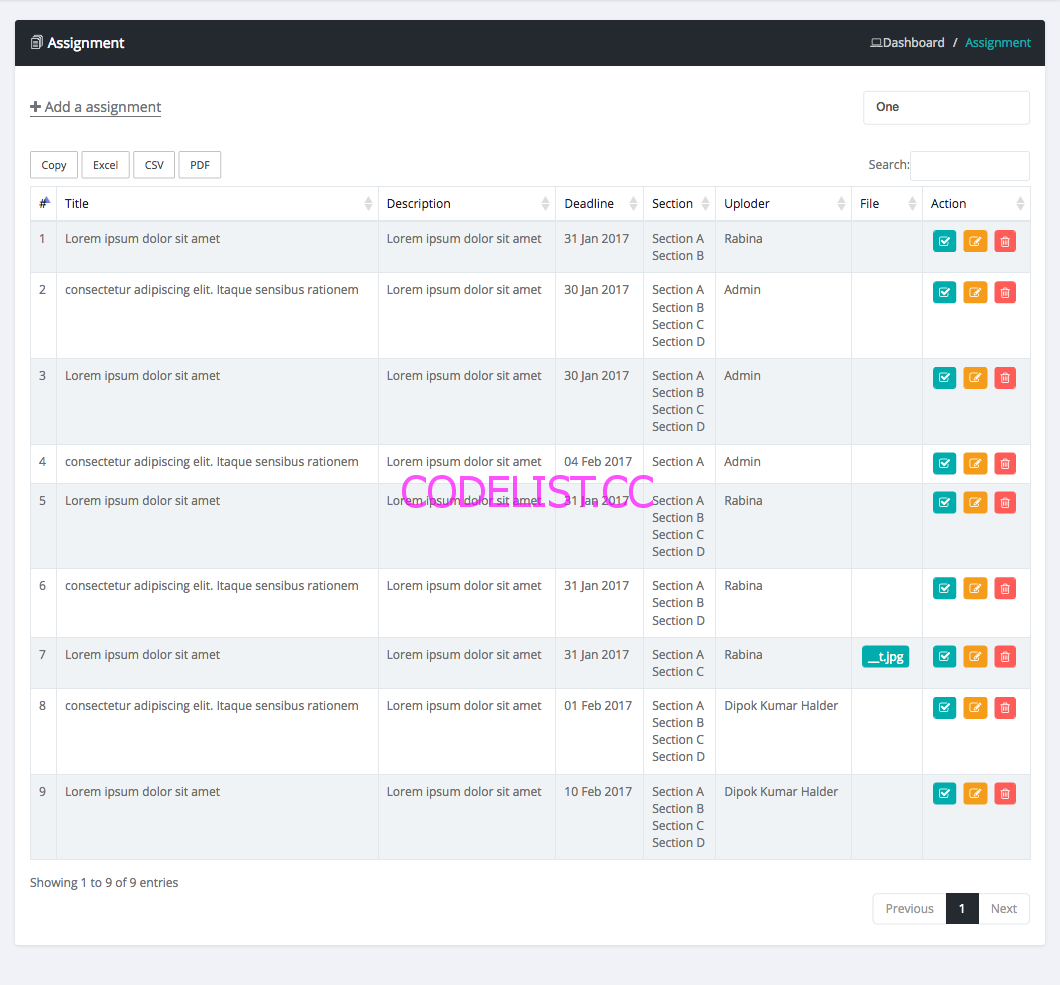 Assignment
Dashboard / Assignment
Add a assignment
One
Copy Excel CSV PDF
Search:
# Title Description Deadline Section Uploder File Action
1 Lorem ipsum dolor sit amet Lorem ipsum dolor sit amet 31 Jan 2017 Section A Rabina
Section B
2 consectetur adipiscing elit. Itaque sensibus rationem Lorem ipsum dolor sit amet 30 Jan 2017 Section A Admin
Section B
Section C
Section D
3 Lorem ipsum dolor sit amet Lorem ipsum dolor sit amet 30 Jan 2017 Section A Admin
Section B
Section C
Section D
4 consectetur adipiscing elit. Itaque sensibus rationem Lorem ipsum dolor sit amet 04 Feb 2017 Section A Admin
CODELIST.CC
5 Lorem ipsum dolor sit amet Lorem ipsum dolor sit amet 31 Jan 2017 Section A Rabina
Section B
Section C
Section D
6 consectetur adipiscing elit. Itaque sensibus rationem Lorem ipsum dolor sit amet 31 Jan 2017 Section A Rabina
Section B
Section D
7 Lorem ipsum dolor sit amet Lorem ipsum dolor sit amet 31 Jan 2017 Section A Rabina __t.jpg
Section C
8 consectetur adipiscing elit. Itaque sensibus rationem Lorem ipsum dolor sit amet 01 Feb 2017 Section A Dipok Kumar Halder
Section B
Section C
Section D
9 Lorem ipsum dolor sit amet Lorem ipsum dolor sit amet 10 Feb 2017 Section A Dipok Kumar Halder
Section B
Section C
Section D
Showing 1 to 9 of 9 entries
Previous 1 Next